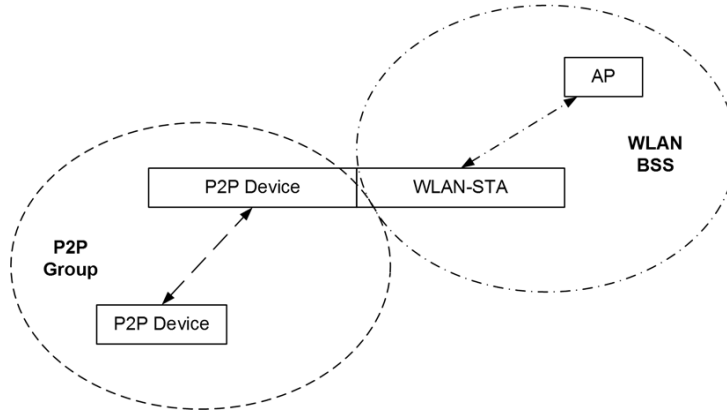 AP
WLAN
BSS
P2P Device
WLAN-STA
P2P
Group
P2P Device